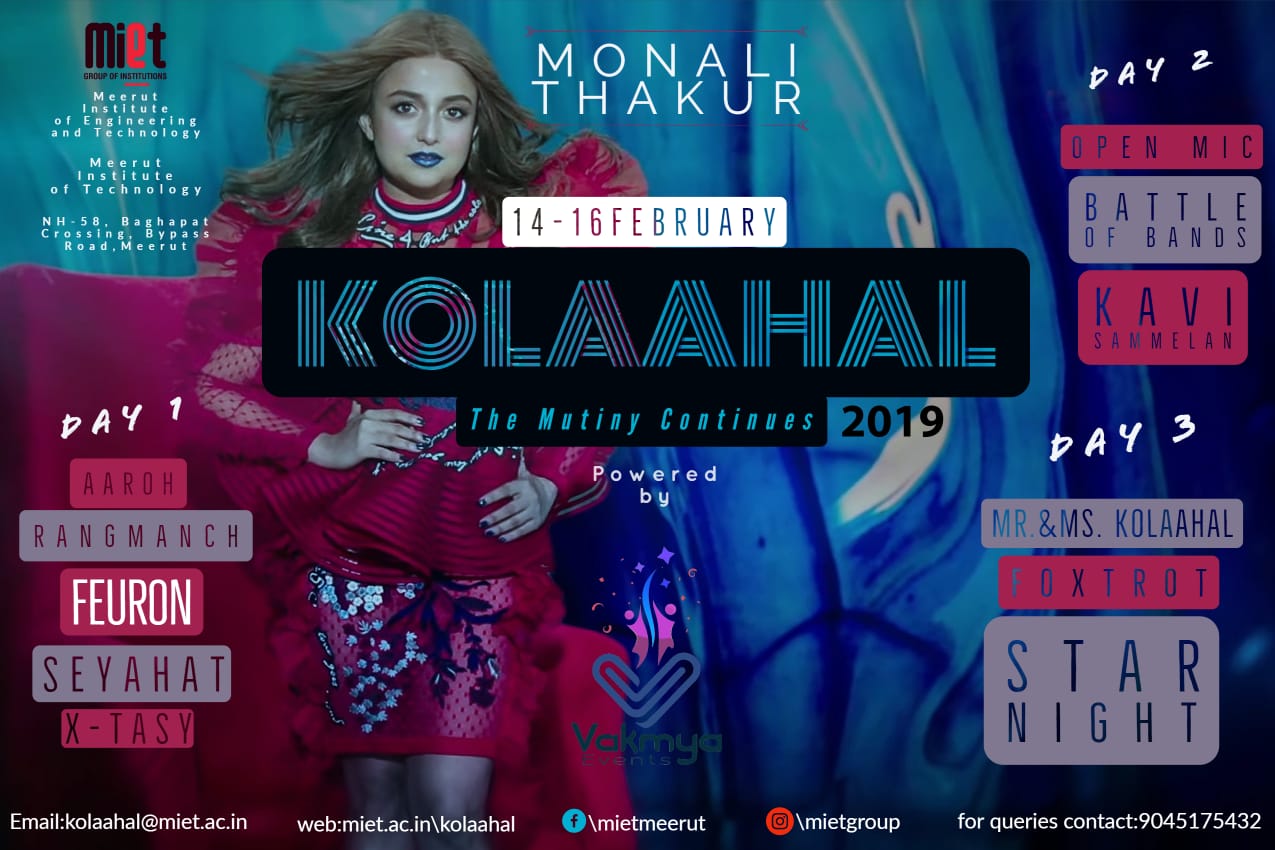 miet
GROUP OF INSTITUTIONS
Meerut
Institute
of Engineering
and Technology
Meerut
Institute
of Technology
NH-58, Baghapat
Crossing, Bypass
Road,Meerut
MONALI
THAKUR
14-16FEBRUARY
KOLAAHAL
The Mutiny Continues 2019
Powered
by
Vakmya
Events
DAY 1
AAROH
RANGMANCH
FEURON
SEYAHAT
X-TASY
DAY 2
OPEN MIC
BATTLE
OF BANDS
KAVI
SAMMELAN
DAY 3
MR.&MS. KOLAAHAL
FOXTROT
STAR
NIGHT
Email:kolaahal@miet.ac.in
web:miet.ac.in\kolaahal
\mietmeerut
\mietgroup
for queries contact:9045175432